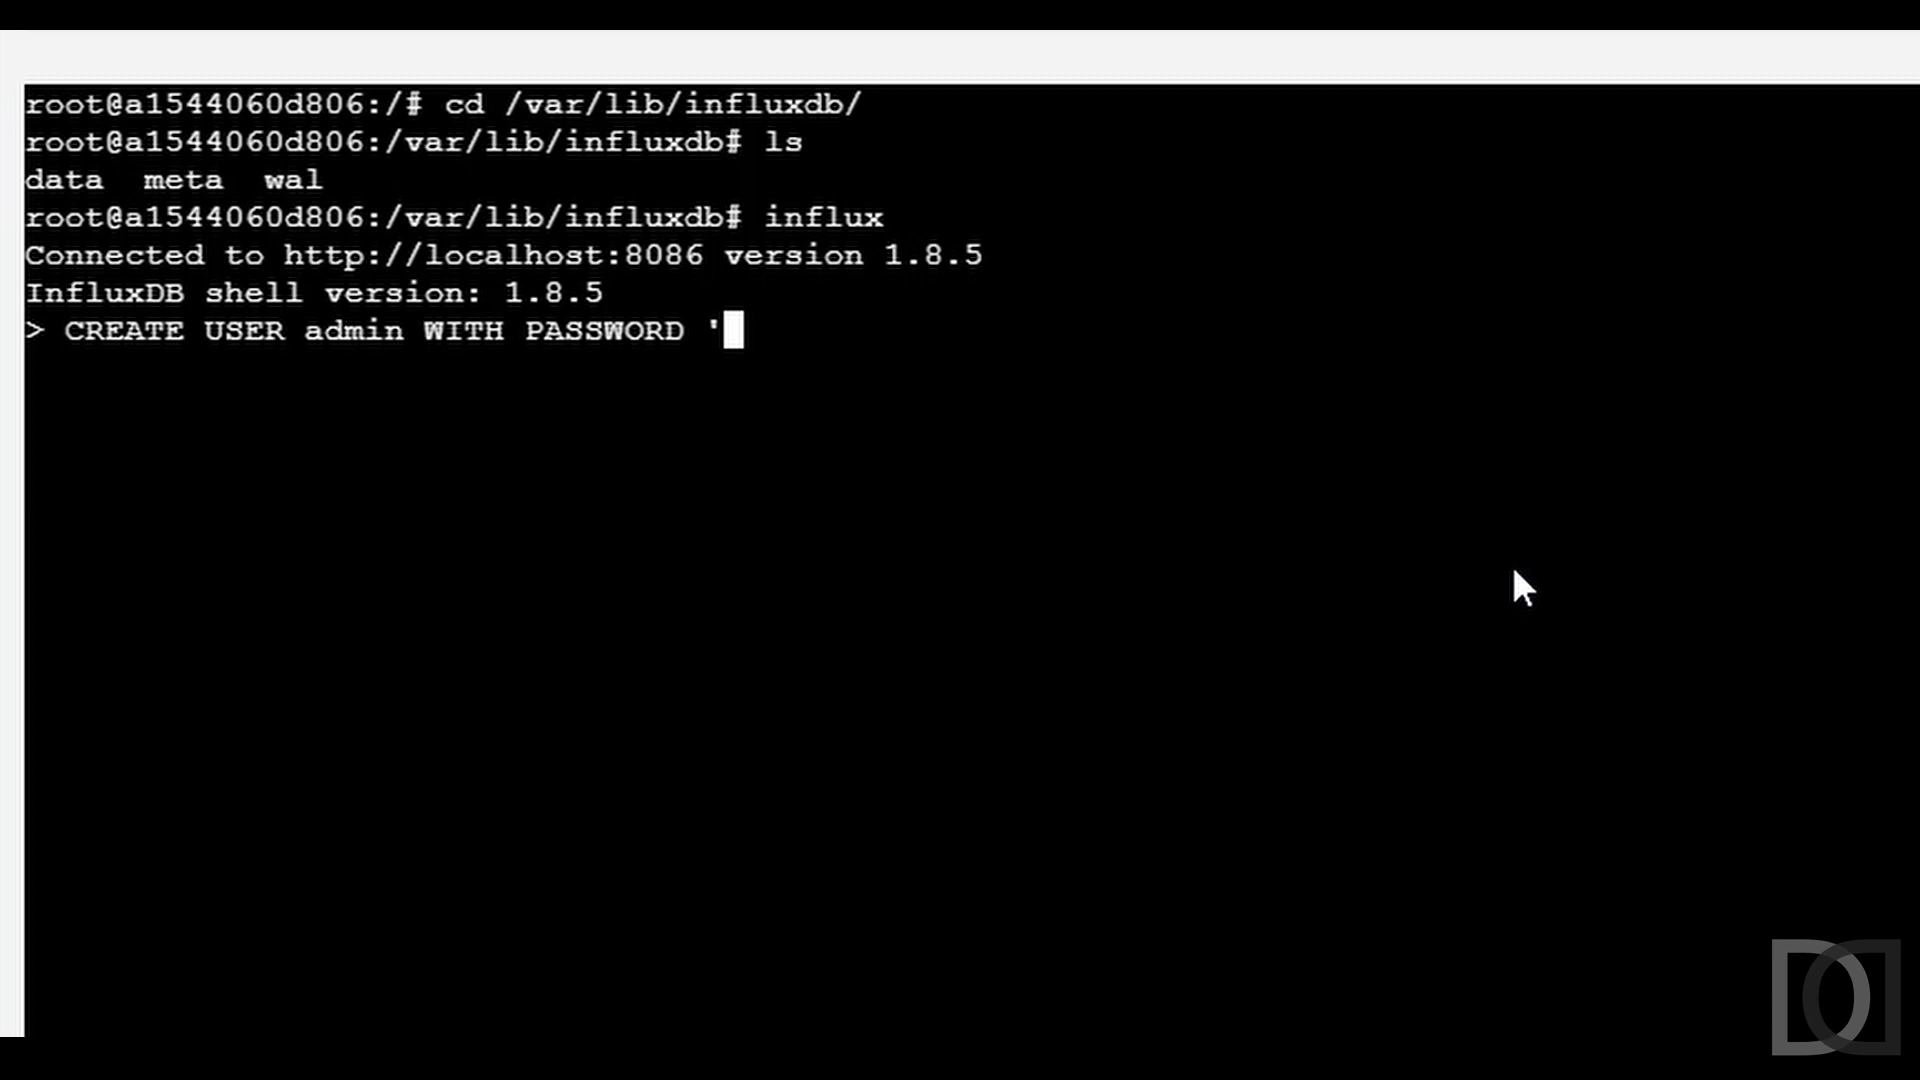 root@a1544060d806:/# cd /var/lib/influxdb/
root@a1544060d806:/var/lib/influxdb# ls
data  meta  wal
root@a1544060d806:/var/lib/influxdb# influx
Connected to http://localhost:8086 version 1.8.5
InfluxDB shell version: 1.8.5
> CREATE USER admin WITH PASSWORD '